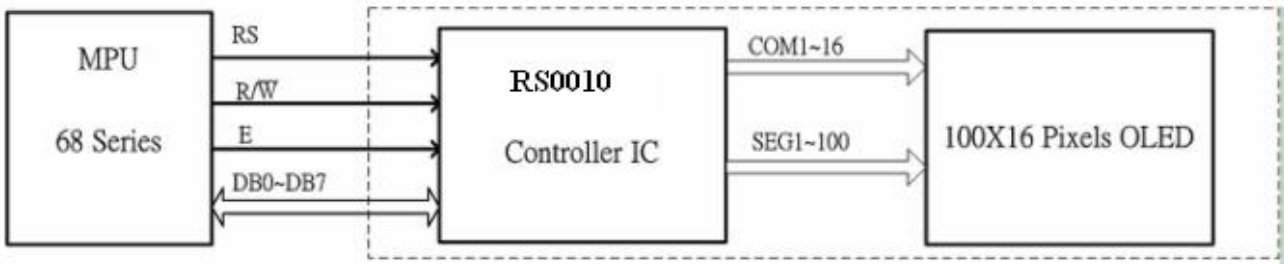 MPU
68 Series
RS
R/W
E
DB0~DB7
RS0010
Controller IC
COM1~16
SEG1~100
100X16 Pixels OLED